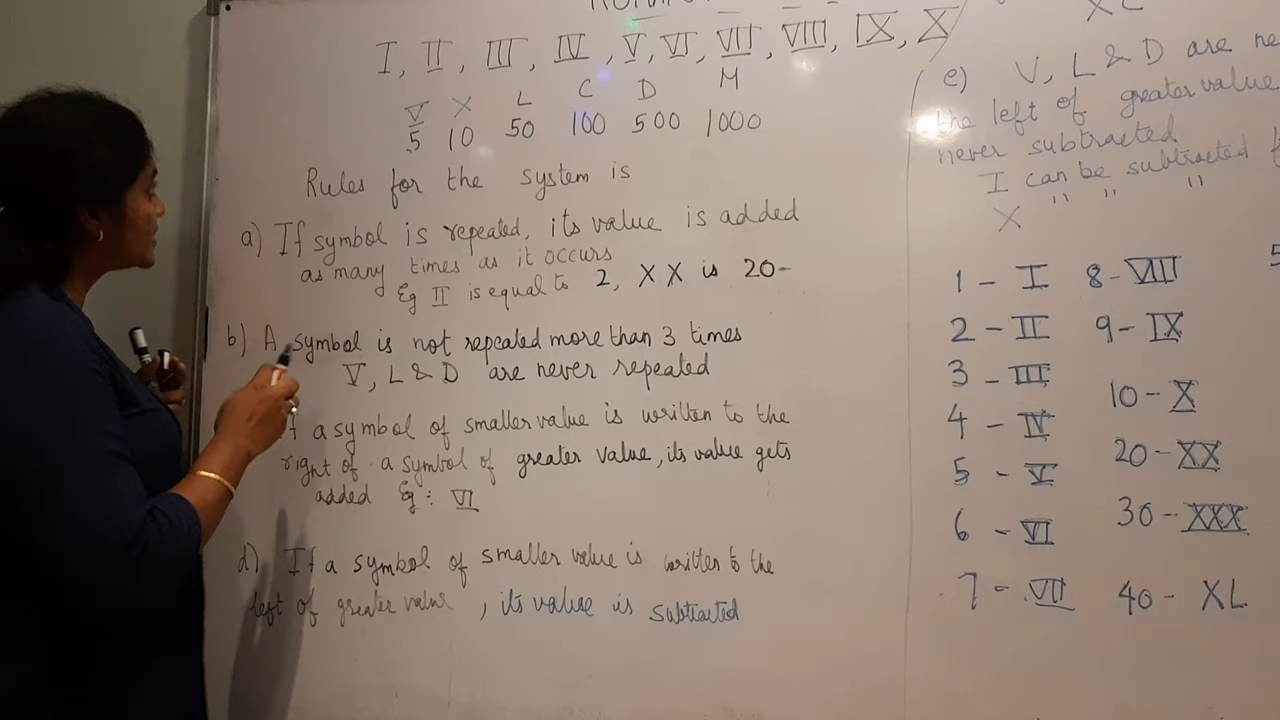 I, II, III, IV, V, VI, VII, VIII, IX, X
V X L C D M
5 10 50 100 500 1000
Rules for the system is
a) If symbol is repeated, its value is added
as many times as it occurs
Eg II is equal to 2, XX is 20-
b) A symbol is not repeated more than 3 times
V, L & D are never repeated
a symbol of smaller value is written to the
right of a symbol of greater value, its value gets
added Eg: VI
d) If a symbol of smaller value is written to the
left of greater value, its value is subtracted
XL
e) V, L & D are
the left of greater value
never subtracted
I can be subtracted
X " " "
1 - I 8 - VIII
2 - II 9 - IX
3 - III
4 - IV 10 - X
5 - V 20 - XX
6 - VI 30 - XXX
7 - VII 40 - XL